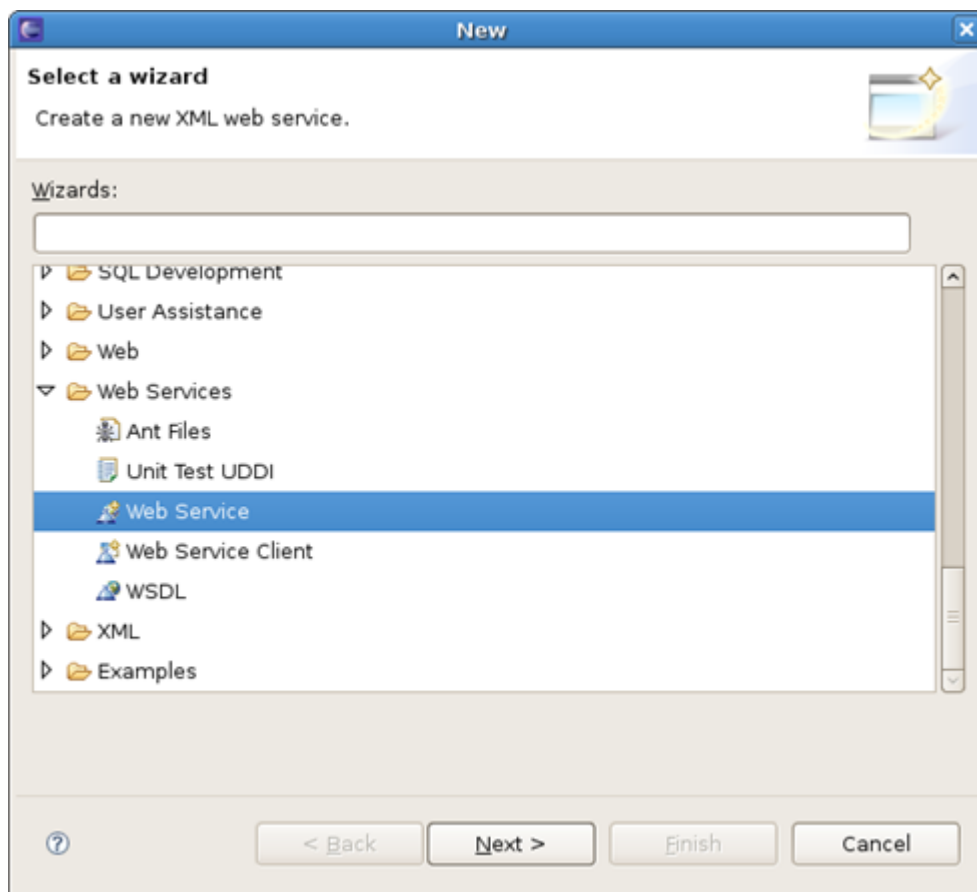 New
Select a wizard
Create a new XML web service.
Wizards:
SQL Development
User Assistance
Web
Web Services
Ant Files
Unit Test UDDI
Web Service
Web Service Client
WSDL
XML
Examples
? < Back Next > Finish Cancel